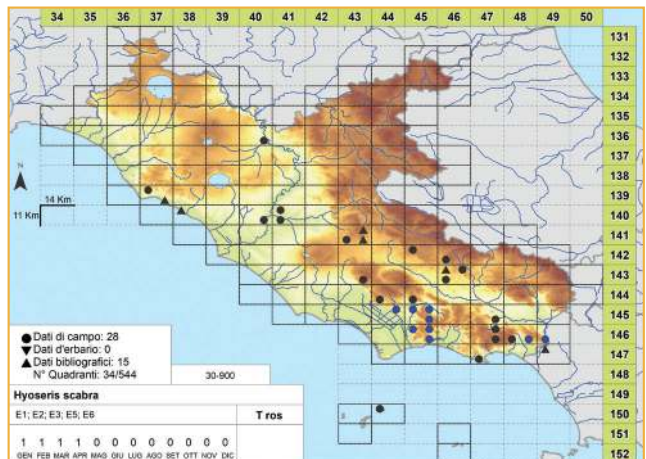 34 35 36 37 38 39 40 41 42 43 44 45 46 47 48 49 50
131
132
133
134
135
136
137
138
139
140
141
142
143
144
145
146
147
148
149
150
151
152
N
14 Km
11 Km
Dati di campo: 28
Dati d'erbario: 0
Dati bibliografici: 15
N° Quadranti: 34/544
30-900
Hyoseris scabra
E1; E2; E3; E5; E6
T ros
1 1 1 1 0 0 0 0 0 0 0 0
GEN FEB MAR APR MAG GIU LUG AGO SET OTT NOV DIC